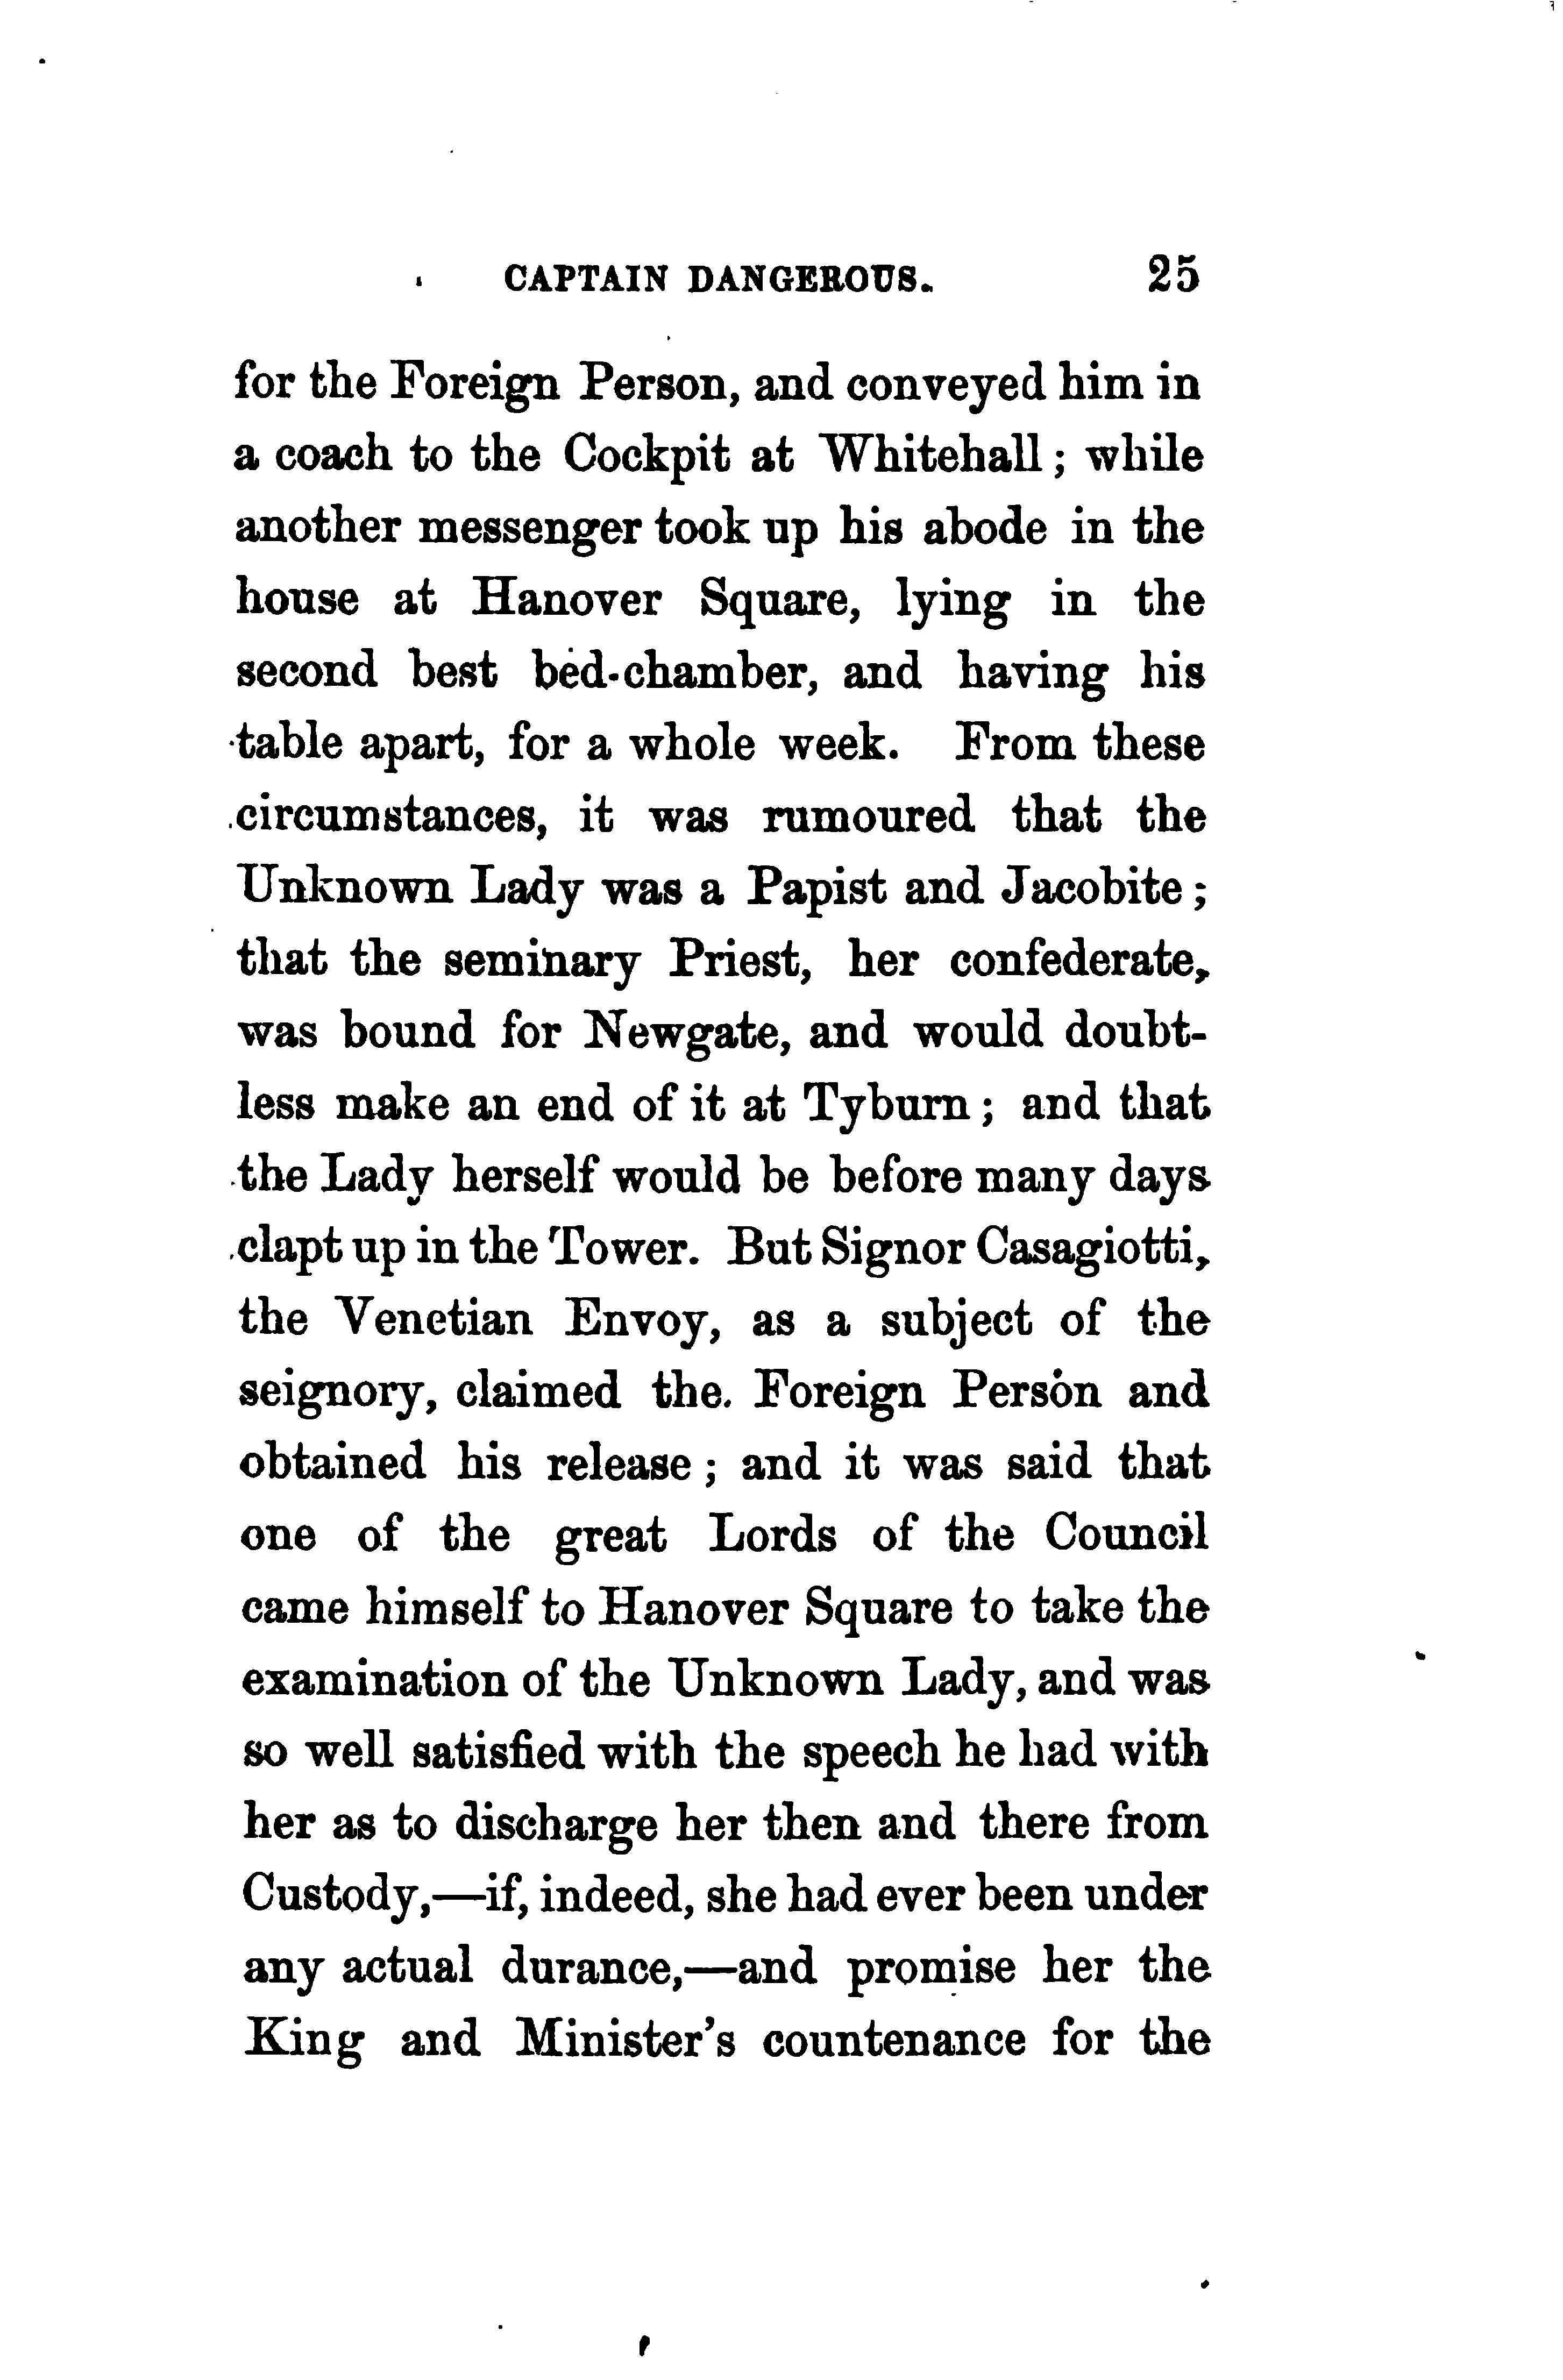 CAPTAIN DANGEROUS. 25
for the Foreign Person, and conveyed him in
a coach to the Cockpit at Whitehall; while
another messenger took up his abode in the
house at Hanover Square, lying in the
second best bed-chamber, and having his
table apart, for a whole week. From these
circumstances, it was rumoured that the
Unknown Lady was a Papist and Jacobite;
that the seminary Priest, her confederate,
was bound for Newgate, and would doubt-
less make an end of it at Tyburn; and that
the Lady herself would be before many days
clapt up in the Tower. But Signor Casagiotti,
the Venetian Envoy, as a subject of the
seignory, claimed the Foreign Person and
obtained his release; and it was said that
one of the great Lords of the Council
came himself to Hanover Square to take the
examination of the Unknown Lady, and was
so well satisfied with the speech he had with
her as to discharge her then and there from
Custody,—if, indeed, she had ever been under
any actual durance,—and promise her the
King and Minister's countenance for the